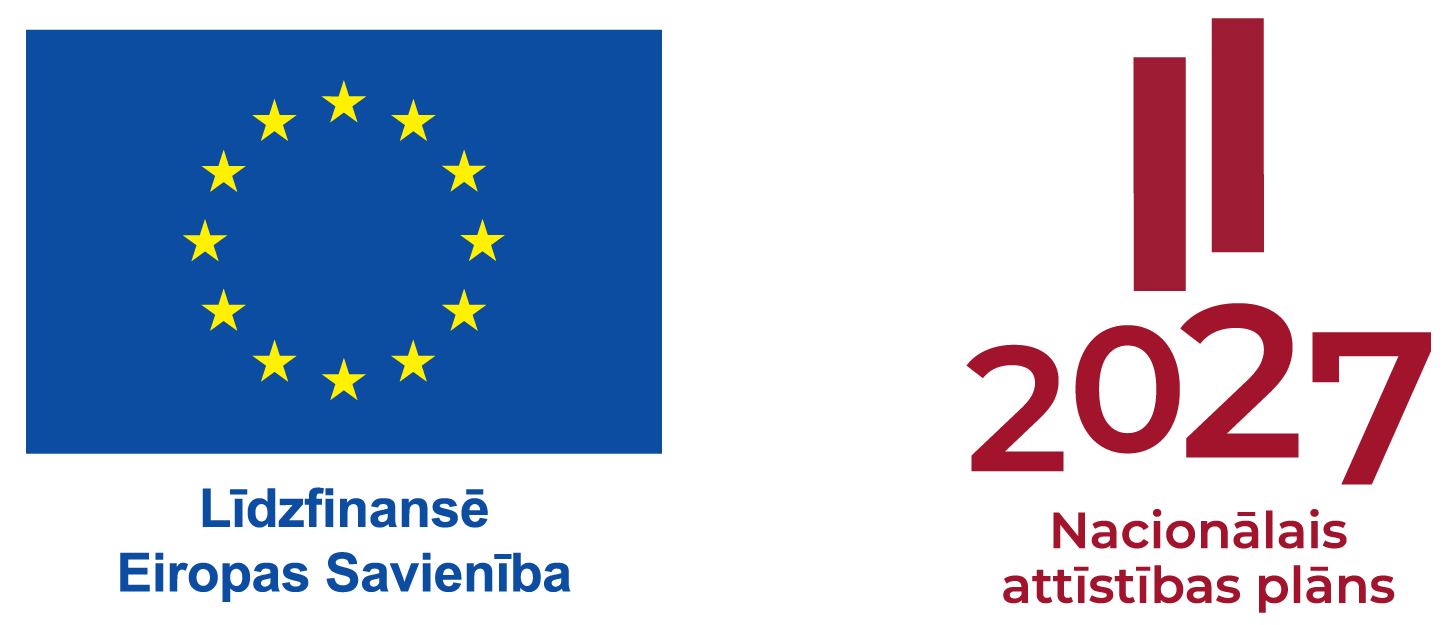 Līdzfinansē
Eiropas Savienība
2027
Nacionālais
attīstības plāns